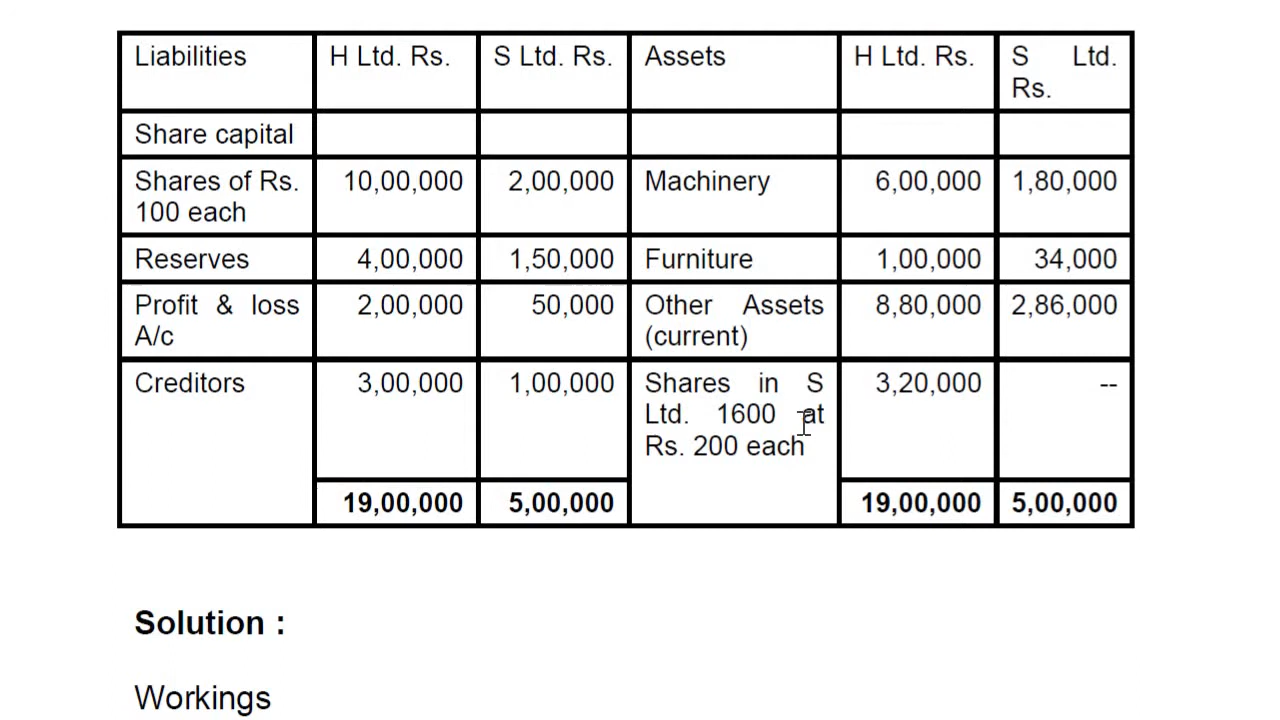 Liabilities H Ltd. Rs. S Ltd. Rs. Assets H Ltd. Rs. S Ltd.
Rs.
Share capital
Shares of Rs. 10,00,000 2,00,000 Machinery 6,00,000 1,80,000
100 each
Reserves 4,00,000 1,50,000 Furniture 1,00,000 34,000
Profit & loss 2,00,000 50,000 Other Assets 8,80,000 2,86,000
A/c (current)
Creditors 3,00,000 1,00,000 Shares in S 3,20,000 --
Ltd. 1600 at
Rs. 200 each
19,00,000 5,00,000 19,00,000 5,00,000
Solution :
Workings